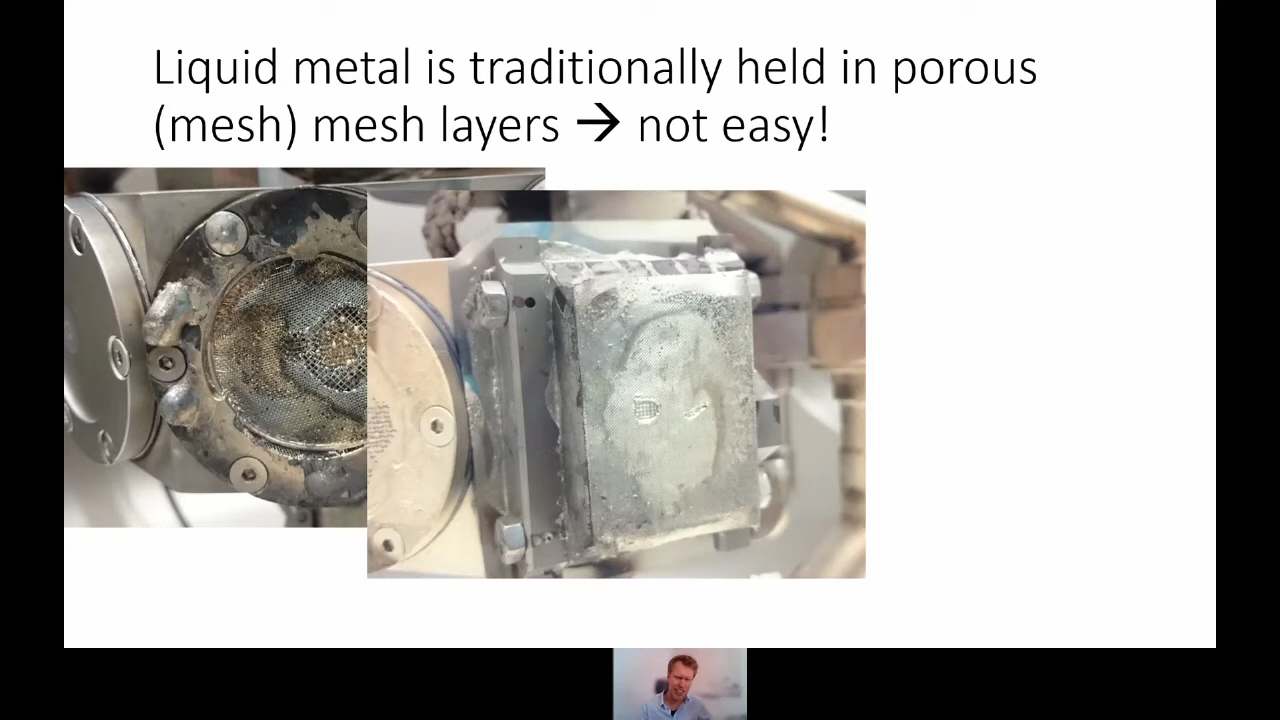 Liquid metal is traditionally held in porous
(mesh) mesh layers → not easy!